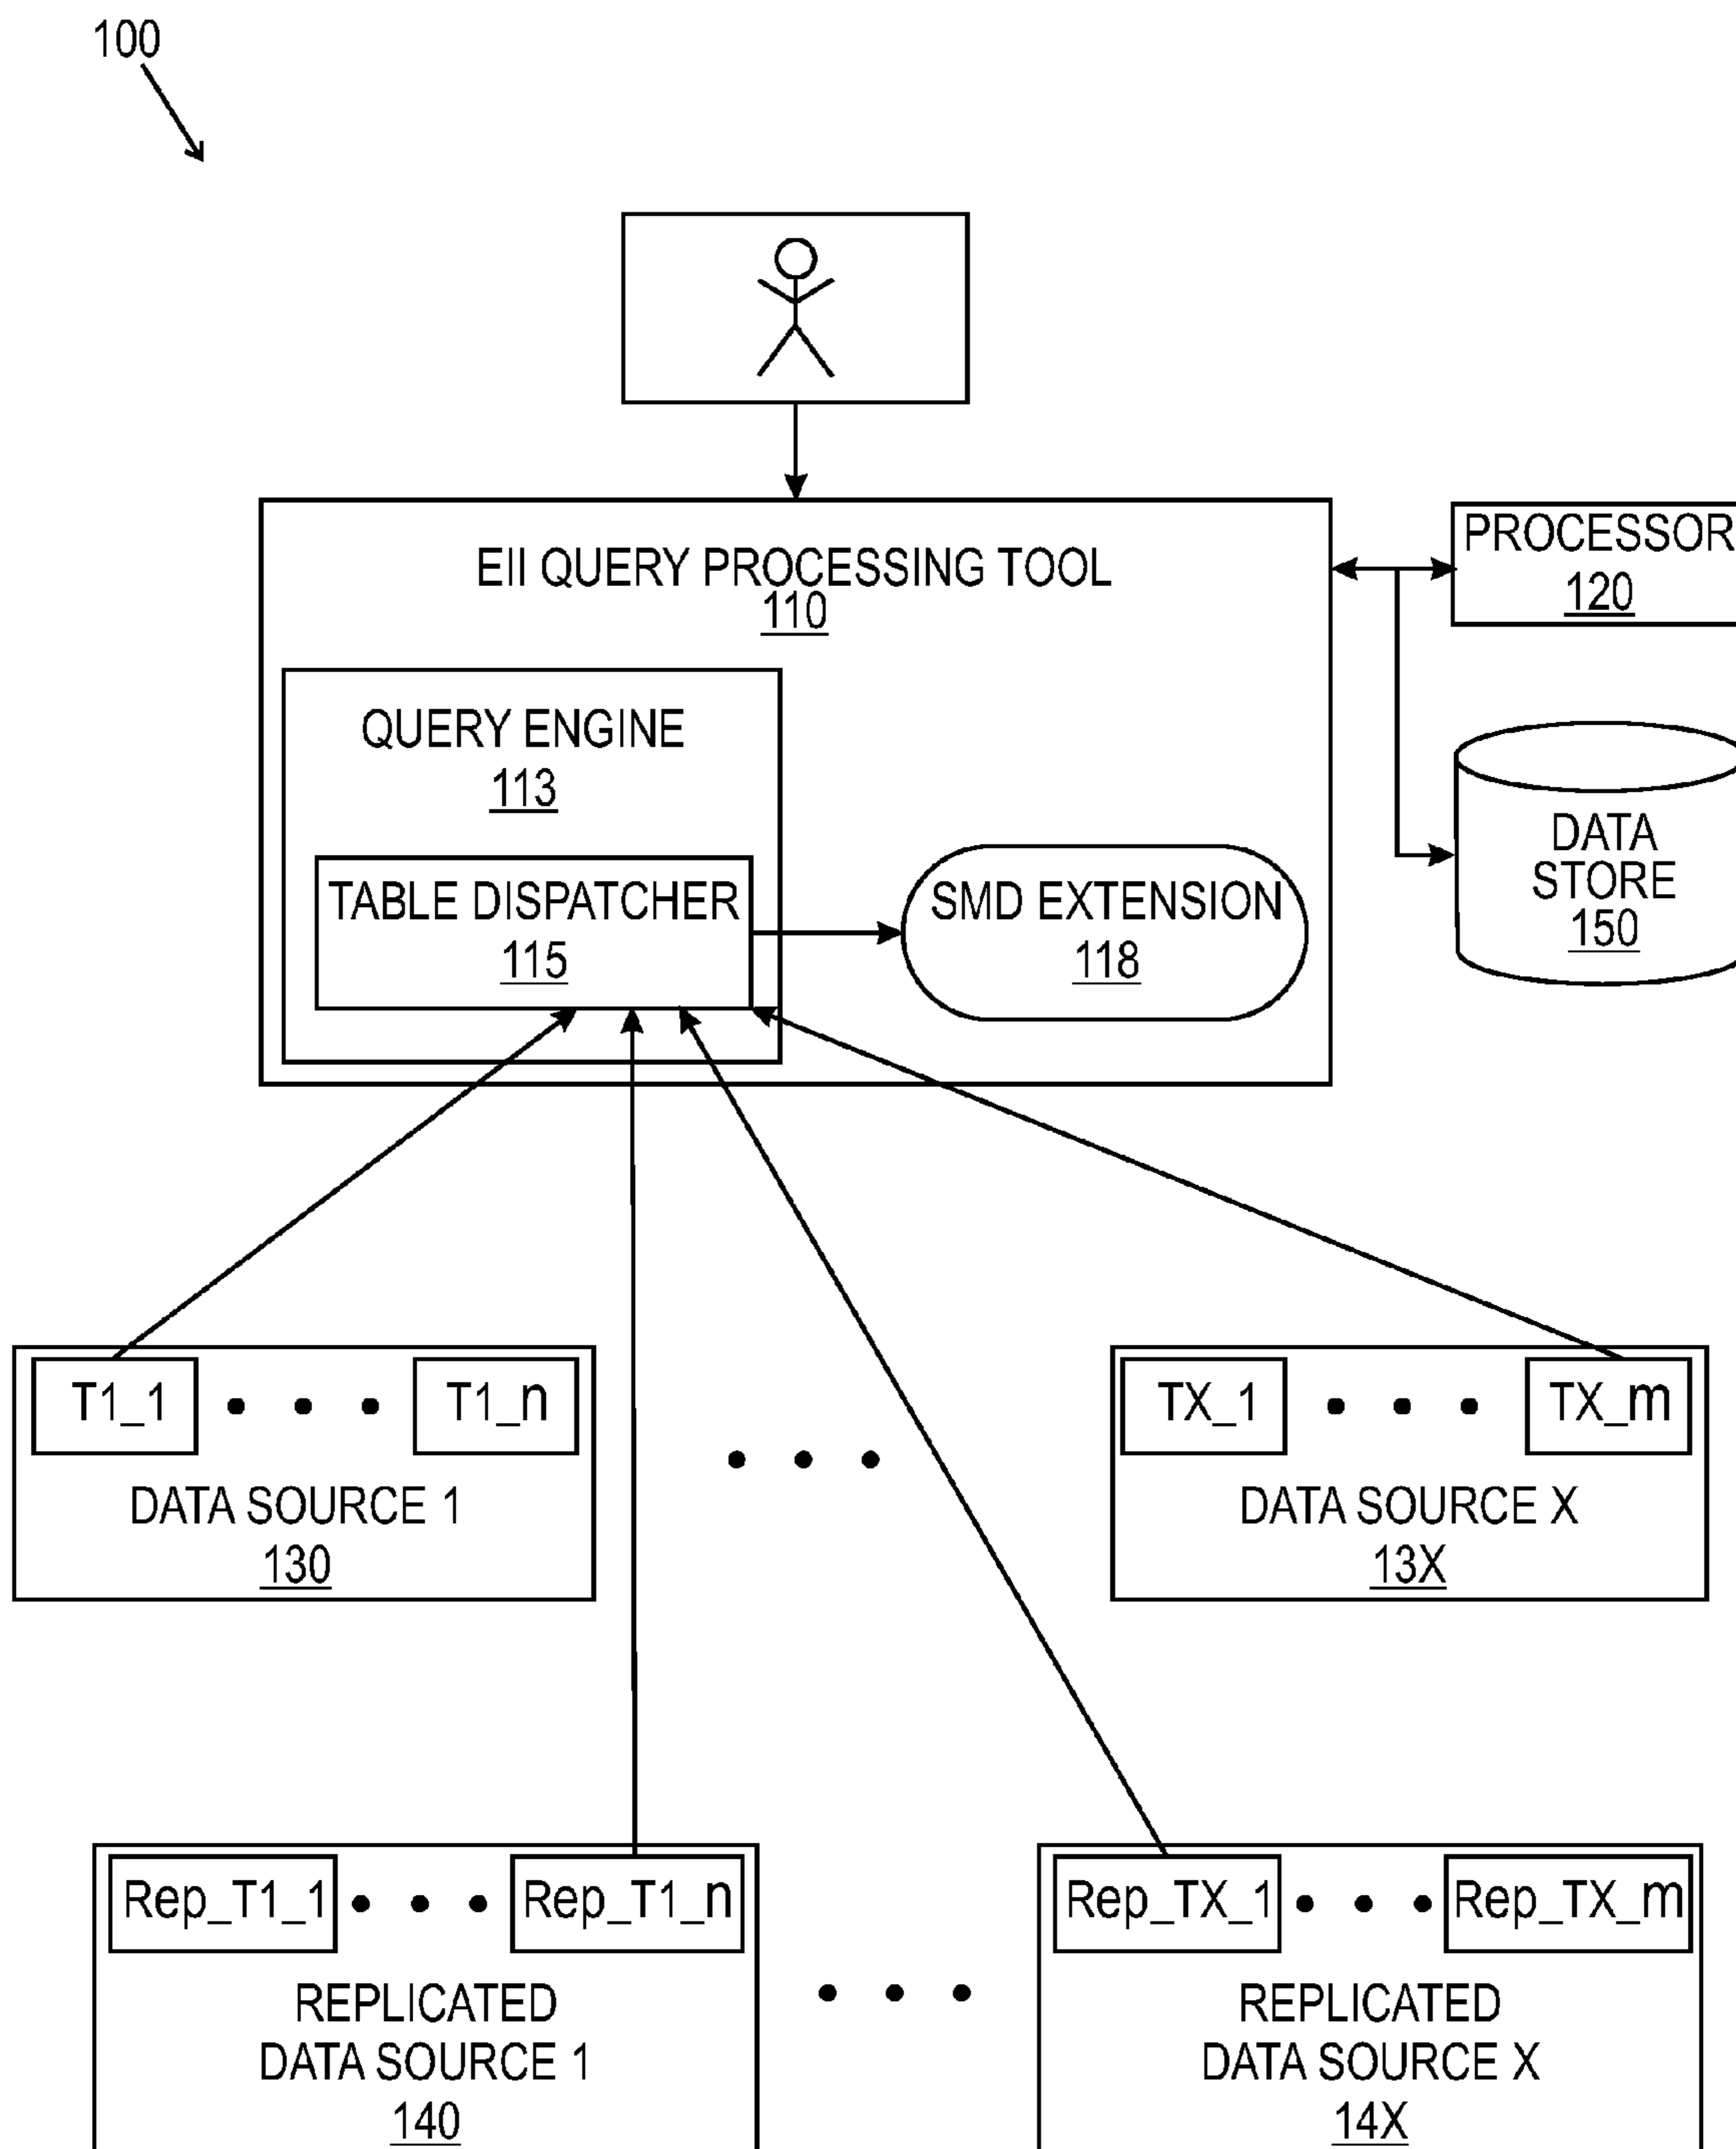 100
EII QUERY PROCESSING TOOL
110
PROCESSOR
120
QUERY ENGINE
113
TABLE DISPATCHER
115
SMD EXTENSION
118
DATA
STORE
150
T1_1
T1_n
DATA SOURCE 1
130
TX_1
TX_m
DATA SOURCE X
13X
Rep_T1_1
Rep_T1_n
REPLICATED
DATA SOURCE 1
140
Rep_TX_1
Rep_TX_m
REPLICATED
DATA SOURCE X
14X